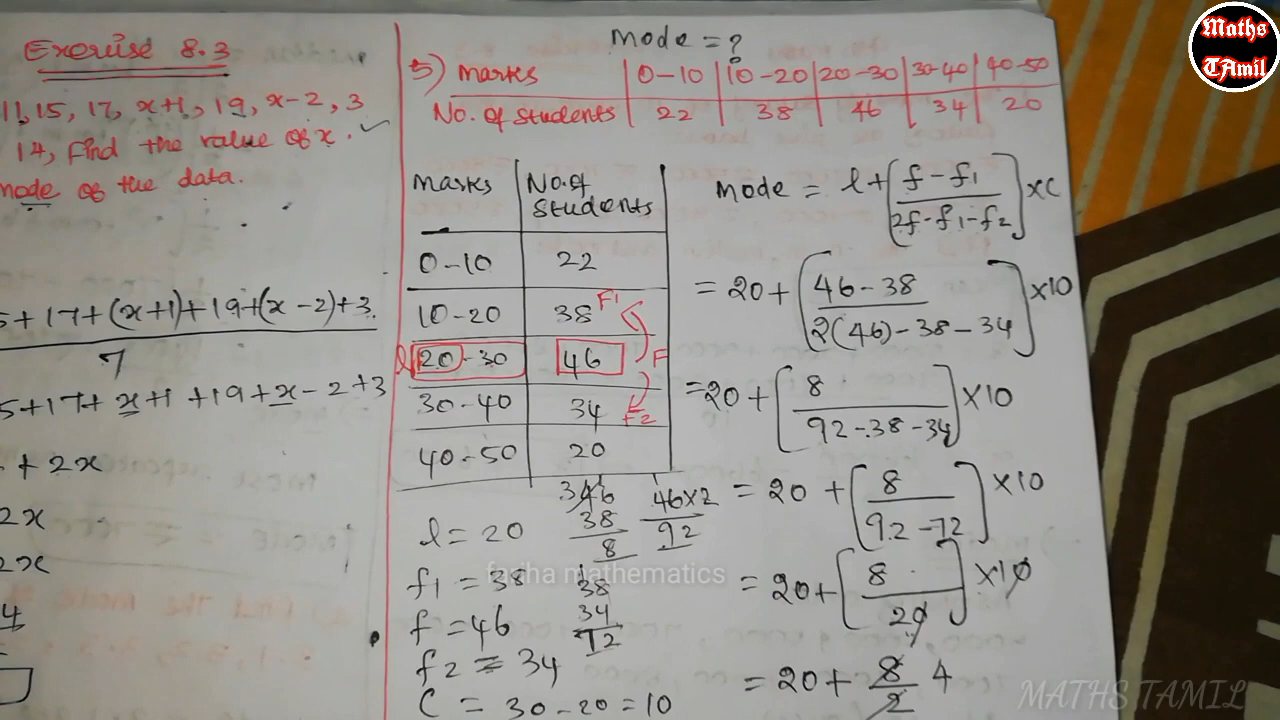 Exercise 8.3
11, 15, 17, x+1, 19, x-2, 3
14, Find the value of x.
mode of the data.
5+17+(x+1)+19+(x-2)+3
7
5+17+x+1+19+x-2+3
+2x
2x
2x
4
mode = ?
5) Marks | 0-10 | 10-20 | 20-30 | 30-40 | 40-50
No. of students | 22 | 38 | 46 | 34 | 20
Marks | No. of
Students
0-10 | 22
10-20 | 38 F1
l 20-30 | 46 F
30-40 | 34 F2
40-50 | 20
l = 20
f1 = 38
f = 46
f2 = 34
C = 30-20 = 10
346
38
8
46×2
92
38
34
72
Mode = l+[f-f1/2f-f1-f2]×C
= 20+[46-38/2(46)-38-34]×10
=20+[8/92-38-34]×10
= 20+[8/92-72]×10
= 20+[8/20]×10
= 20+8/2 4
fariha mathematics
Maths
TAmil
MATHS TAMIL